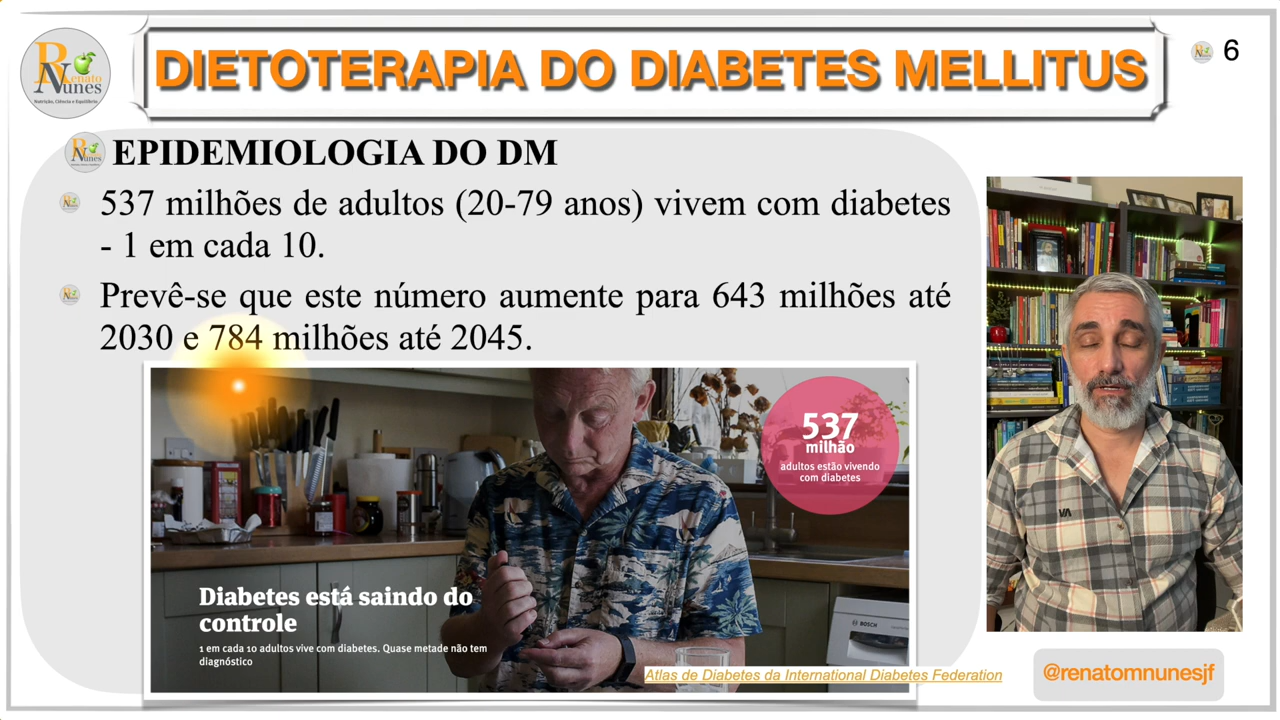 DIETOTERAPIA DO DIABETES MELLITUS
6
RN
Renato
Nunes
Nutrição, Ciência e Equilíbrio
EPIDEMIOLOGIA DO DM
537 milhões de adultos (20-79 anos) vivem com diabetes
- 1 em cada 10.
Prevê-se que este número aumente para 643 milhões até
2030 e 784 milhões até 2045.
537
milhão
adultos estão vivendo
com diabetes
Diabetes está saindo do
controle
1 em cada 10 adultos vive com diabetes. Quase metade não tem
diagnóstico
BOSCH
VA
Atlas de Diabetes da International Diabetes Federation
@renatomnunesjf